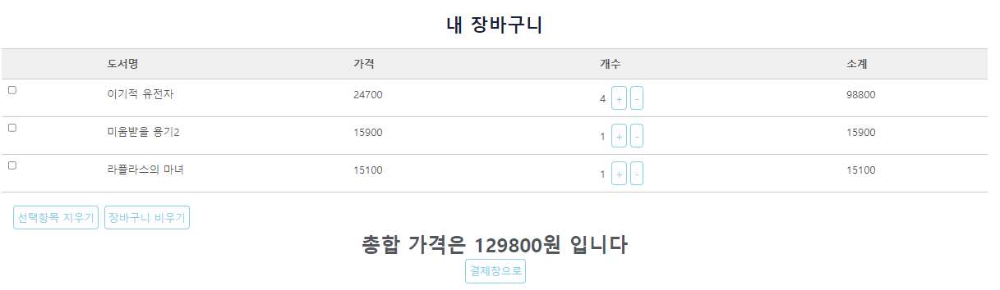 내 장바구니
도서명 가격 개수 소계
이기적 유전자 24700 4 + - 98800
미움받을 용기2 15900 1 + - 15900
라플라스의 마녀 15100 1 + - 15100
선택항목 지우기 장바구니 비우기
총합 가격은 129800원 입니다
결제창으로